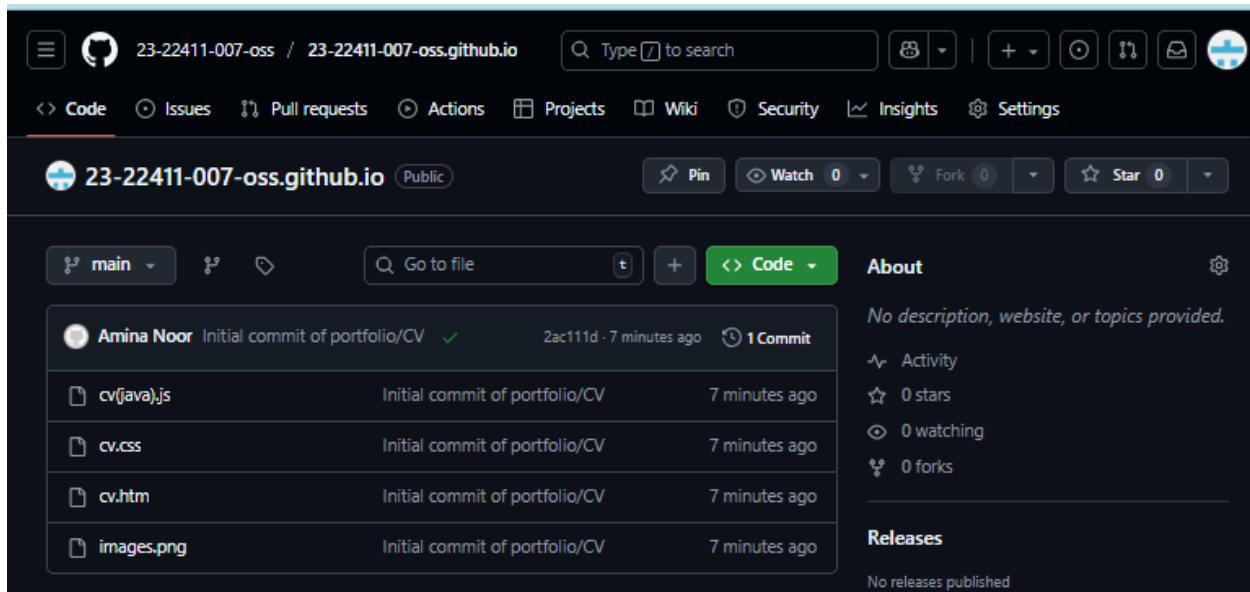 23-22411-007-oss / 23-22411-007-oss.github.io Type / to search
Code Issues Pull requests Actions Projects Wiki Security Insights Settings
23-22411-007-oss.github.io Public Pin Watch 0 Fork 0 Star 0
main Go to file t Code
Amina Noor Initial commit of portfolio/CV 2ac111d · 7 minutes ago 1 Commit
cv(java).js Initial commit of portfolio/CV 7 minutes ago
cv.css Initial commit of portfolio/CV 7 minutes ago
cv.htm Initial commit of portfolio/CV 7 minutes ago
images.png Initial commit of portfolio/CV 7 minutes ago
About
No description, website, or topics provided.
Activity
0 stars
0 watching
0 forks
Releases
No releases published